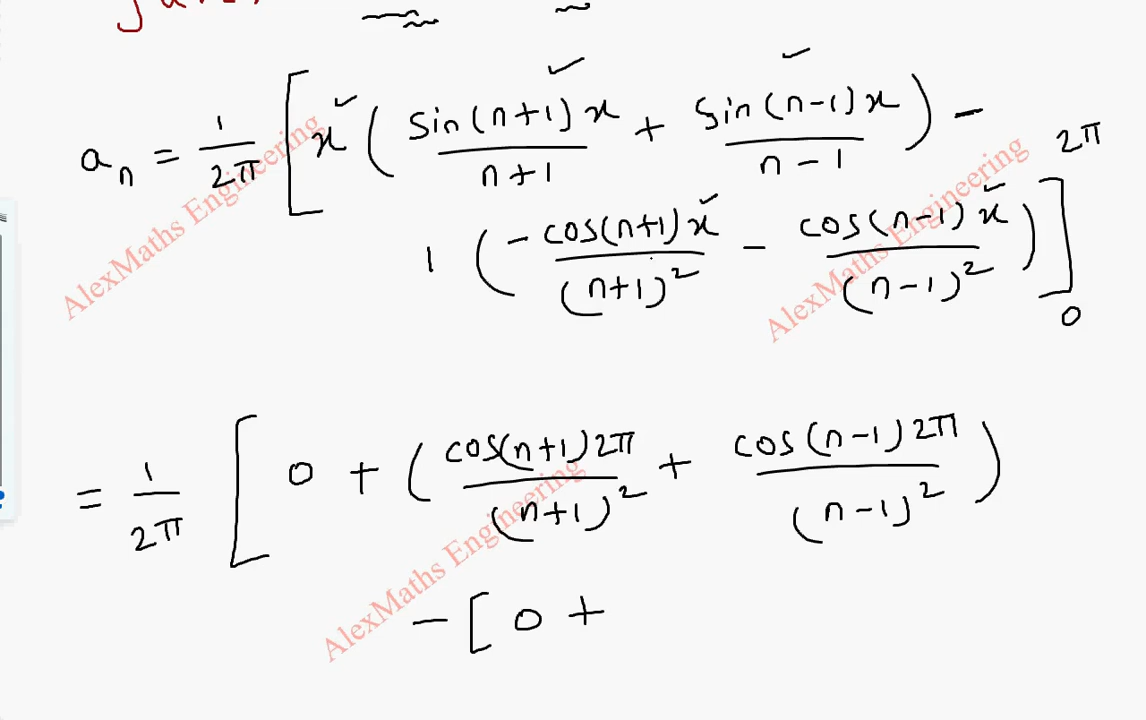 a_n = 1/2π [ x ( sin(n+1)x / n+1 + sin(n-1)x / n-1 ) -
1 ( - cos(n+1)x / (n+1)² - cos(n-1)x / (n-1)² ) ]₀^2π
= 1/2π [ 0 + ( cos(n+1)2π / (n+1)² + cos(n-1)2π / (n-1)² )
- [ 0 +
AlexMaths Engineering
AlexMaths Engineering
AlexMaths Engineering